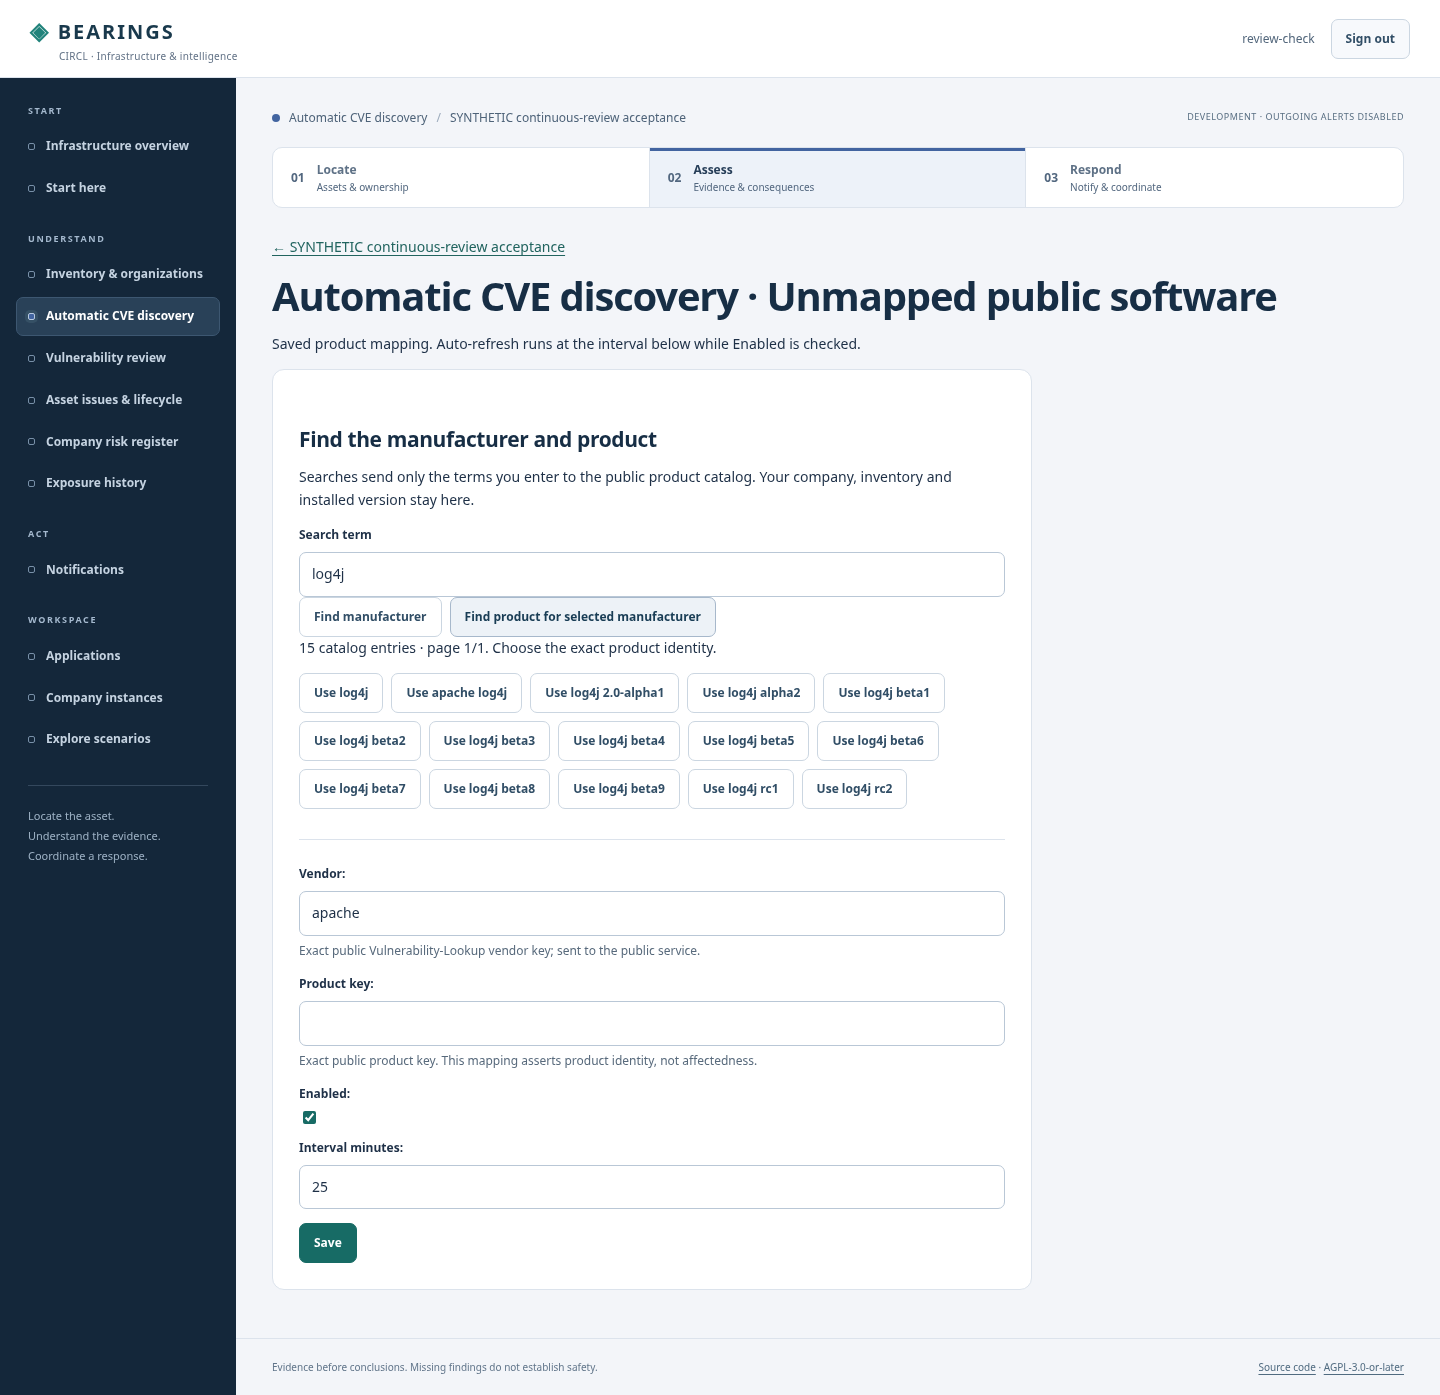 BEARINGS
CIRCL · Infrastructure & intelligence
review-check
Sign out
START
Infrastructure overview
Start here
UNDERSTAND
Inventory & organizations
Automatic CVE discovery
Vulnerability review
Asset issues & lifecycle
Company risk register
Exposure history
ACT
Notifications
WORKSPACE
Applications
Company instances
Explore scenarios
Locate the asset.
Understand the evidence.
Coordinate a response.
Automatic CVE discovery / SYNTHETIC continuous-review acceptance
DEVELOPMENT · OUTGOING ALERTS DISABLED
01 Locate
Assets & ownership
02 Assess
Evidence & consequences
03 Respond
Notify & coordinate
← SYNTHETIC continuous-review acceptance
Automatic CVE discovery · Unmapped public software
Saved product mapping. Auto-refresh runs at the interval below while Enabled is checked.
Find the manufacturer and product
Searches send only the terms you enter to the public product catalog. Your company, inventory and
installed version stay here.
Search term
log4j
Find manufacturer Find product for selected manufacturer
15 catalog entries · page 1/1. Choose the exact product identity.
Use log4j Use apache log4j Use log4j 2.0-alpha1 Use log4j alpha2 Use log4j beta1
Use log4j beta2 Use log4j beta3 Use log4j beta4 Use log4j beta5 Use log4j beta6
Use log4j beta7 Use log4j beta8 Use log4j beta9 Use log4j rc1 Use log4j rc2
Vendor:
apache
Exact public Vulnerability-Lookup vendor key; sent to the public service.
Product key:
Exact public product key. This mapping asserts product identity, not affectedness.
Enabled:
Interval minutes:
25
Save
Evidence before conclusions. Missing findings do not establish safety.
Source code · AGPL-3.0-or-later